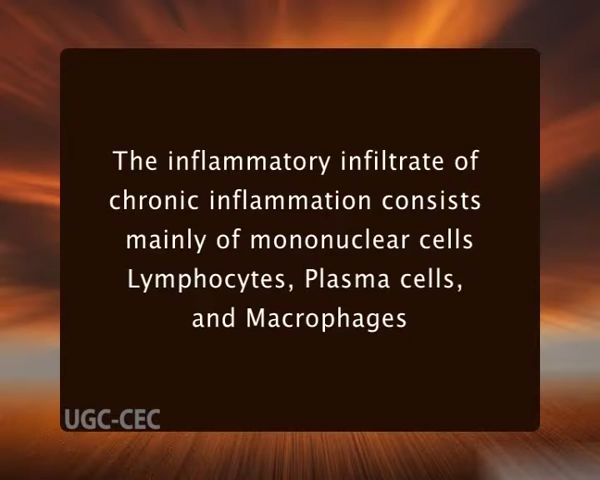 The inflammatory infiltrate of
chronic inflammation consists
mainly of mononuclear cells
Lymphocytes, Plasma cells,
and Macrophages
UGC-CEC